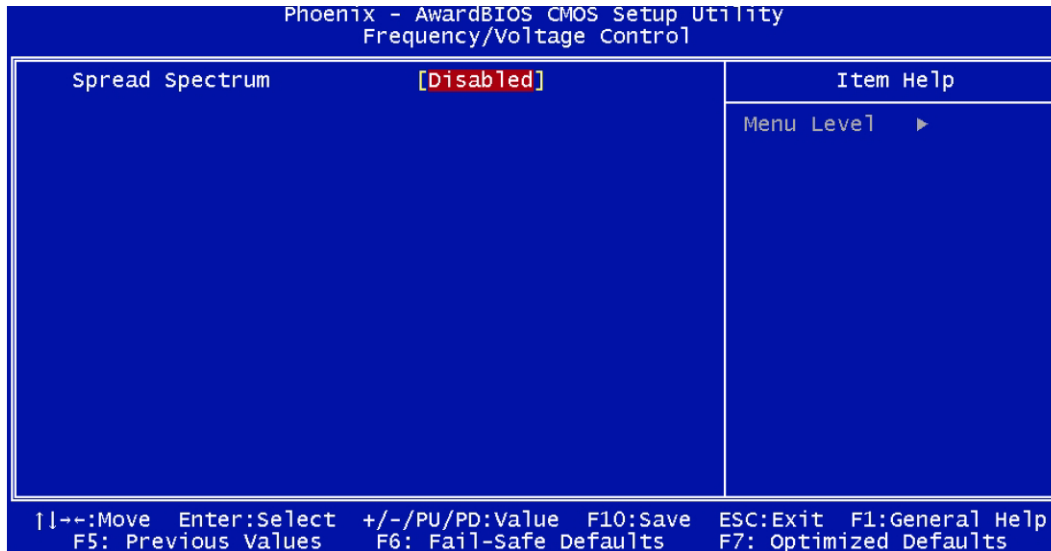 Phoenix - AwardBIOS CMOS Setup Utility
Frequency/Voltage Control
Spread Spectrum [Disabled]
Item Help
Menu Level ▶
↑↓→←:Move Enter:Select +/-/PU/PD:Value F10:Save ESC:Exit F1:General Help
F5: Previous Values F6: Fail-Safe Defaults F7: Optimized Defaults